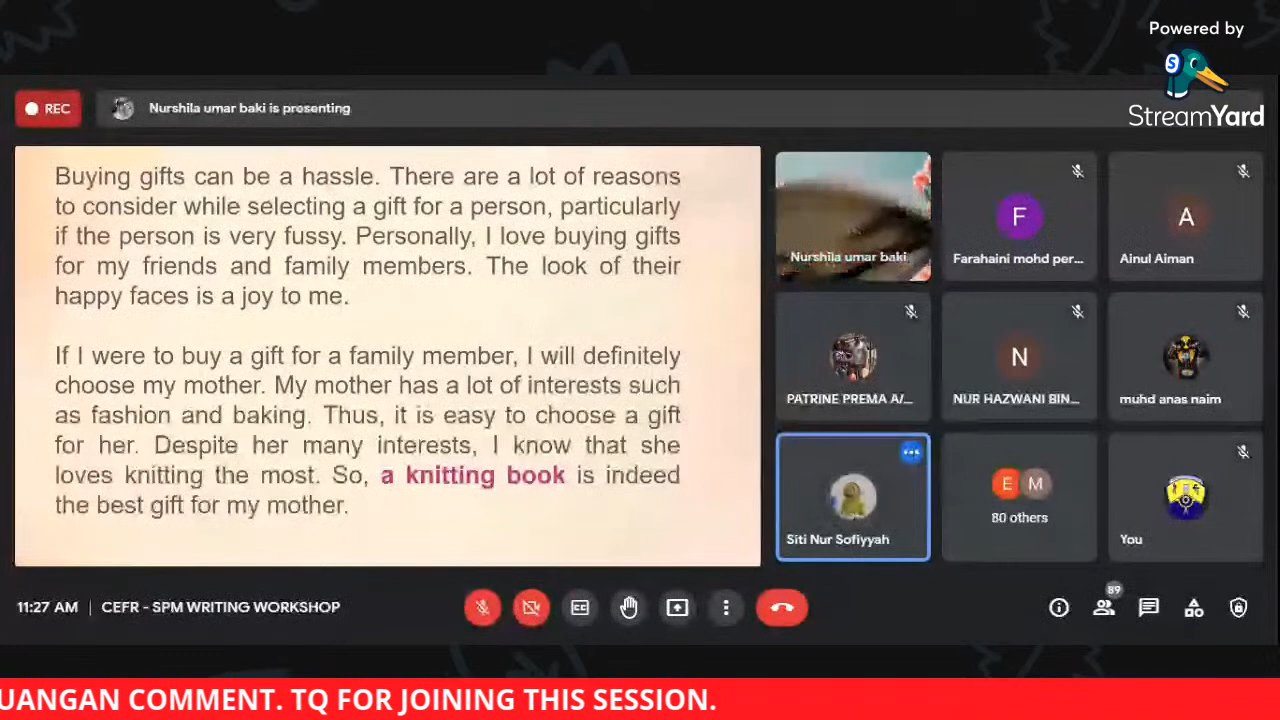 Powered by
StreamYard
REC
Nurshila umar baki is presenting
Buying gifts can be a hassle. There are a lot of reasons
to consider while selecting a gift for a person, particularly
if the person is very fussy. Personally, I love buying gifts
for my friends and family members. The look of their
happy faces is a joy to me.
If I were to buy a gift for a family member, I will definitely
choose my mother. My mother has a lot of interests such
as fashion and baking. Thus, it is easy to choose a gift
for her. Despite her many interests, I know that she
loves knitting the most. So, a knitting book is indeed
the best gift for my mother.
Nurshila umar baki
F
Farahaini mohd per...
A
Ainul Aiman
PATRINE PREMA A/...
N
NUR HAZWANI BIN...
muhd anas naim
Siti Nur Sofiyyah
E M
80 others
You
11:27 AM | CEFR - SPM WRITING WORKSHOP
89
UANGAN COMMENT. TQ FOR JOINING THIS SESSION.